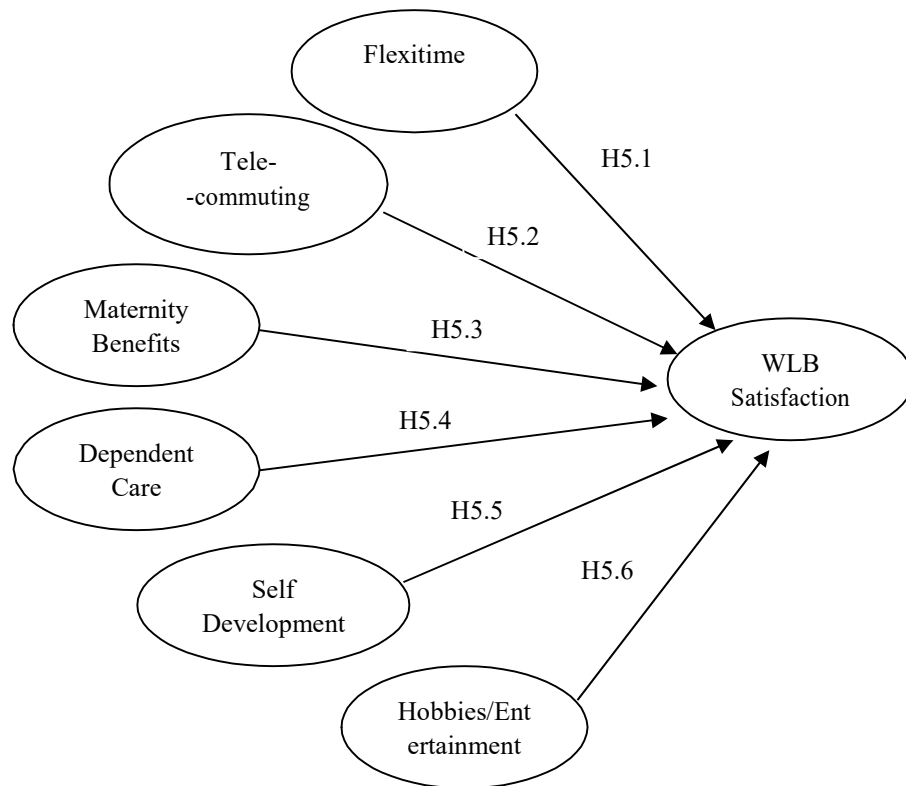 Flexitime
H5.1
Tele-
-commuting
H5.2
Maternity
Benefits
H5.3
WLB
Satisfaction
Dependent
Care
H5.4
H5.5
Self
Development
H5.6
Hobbies/Ent
ertainment